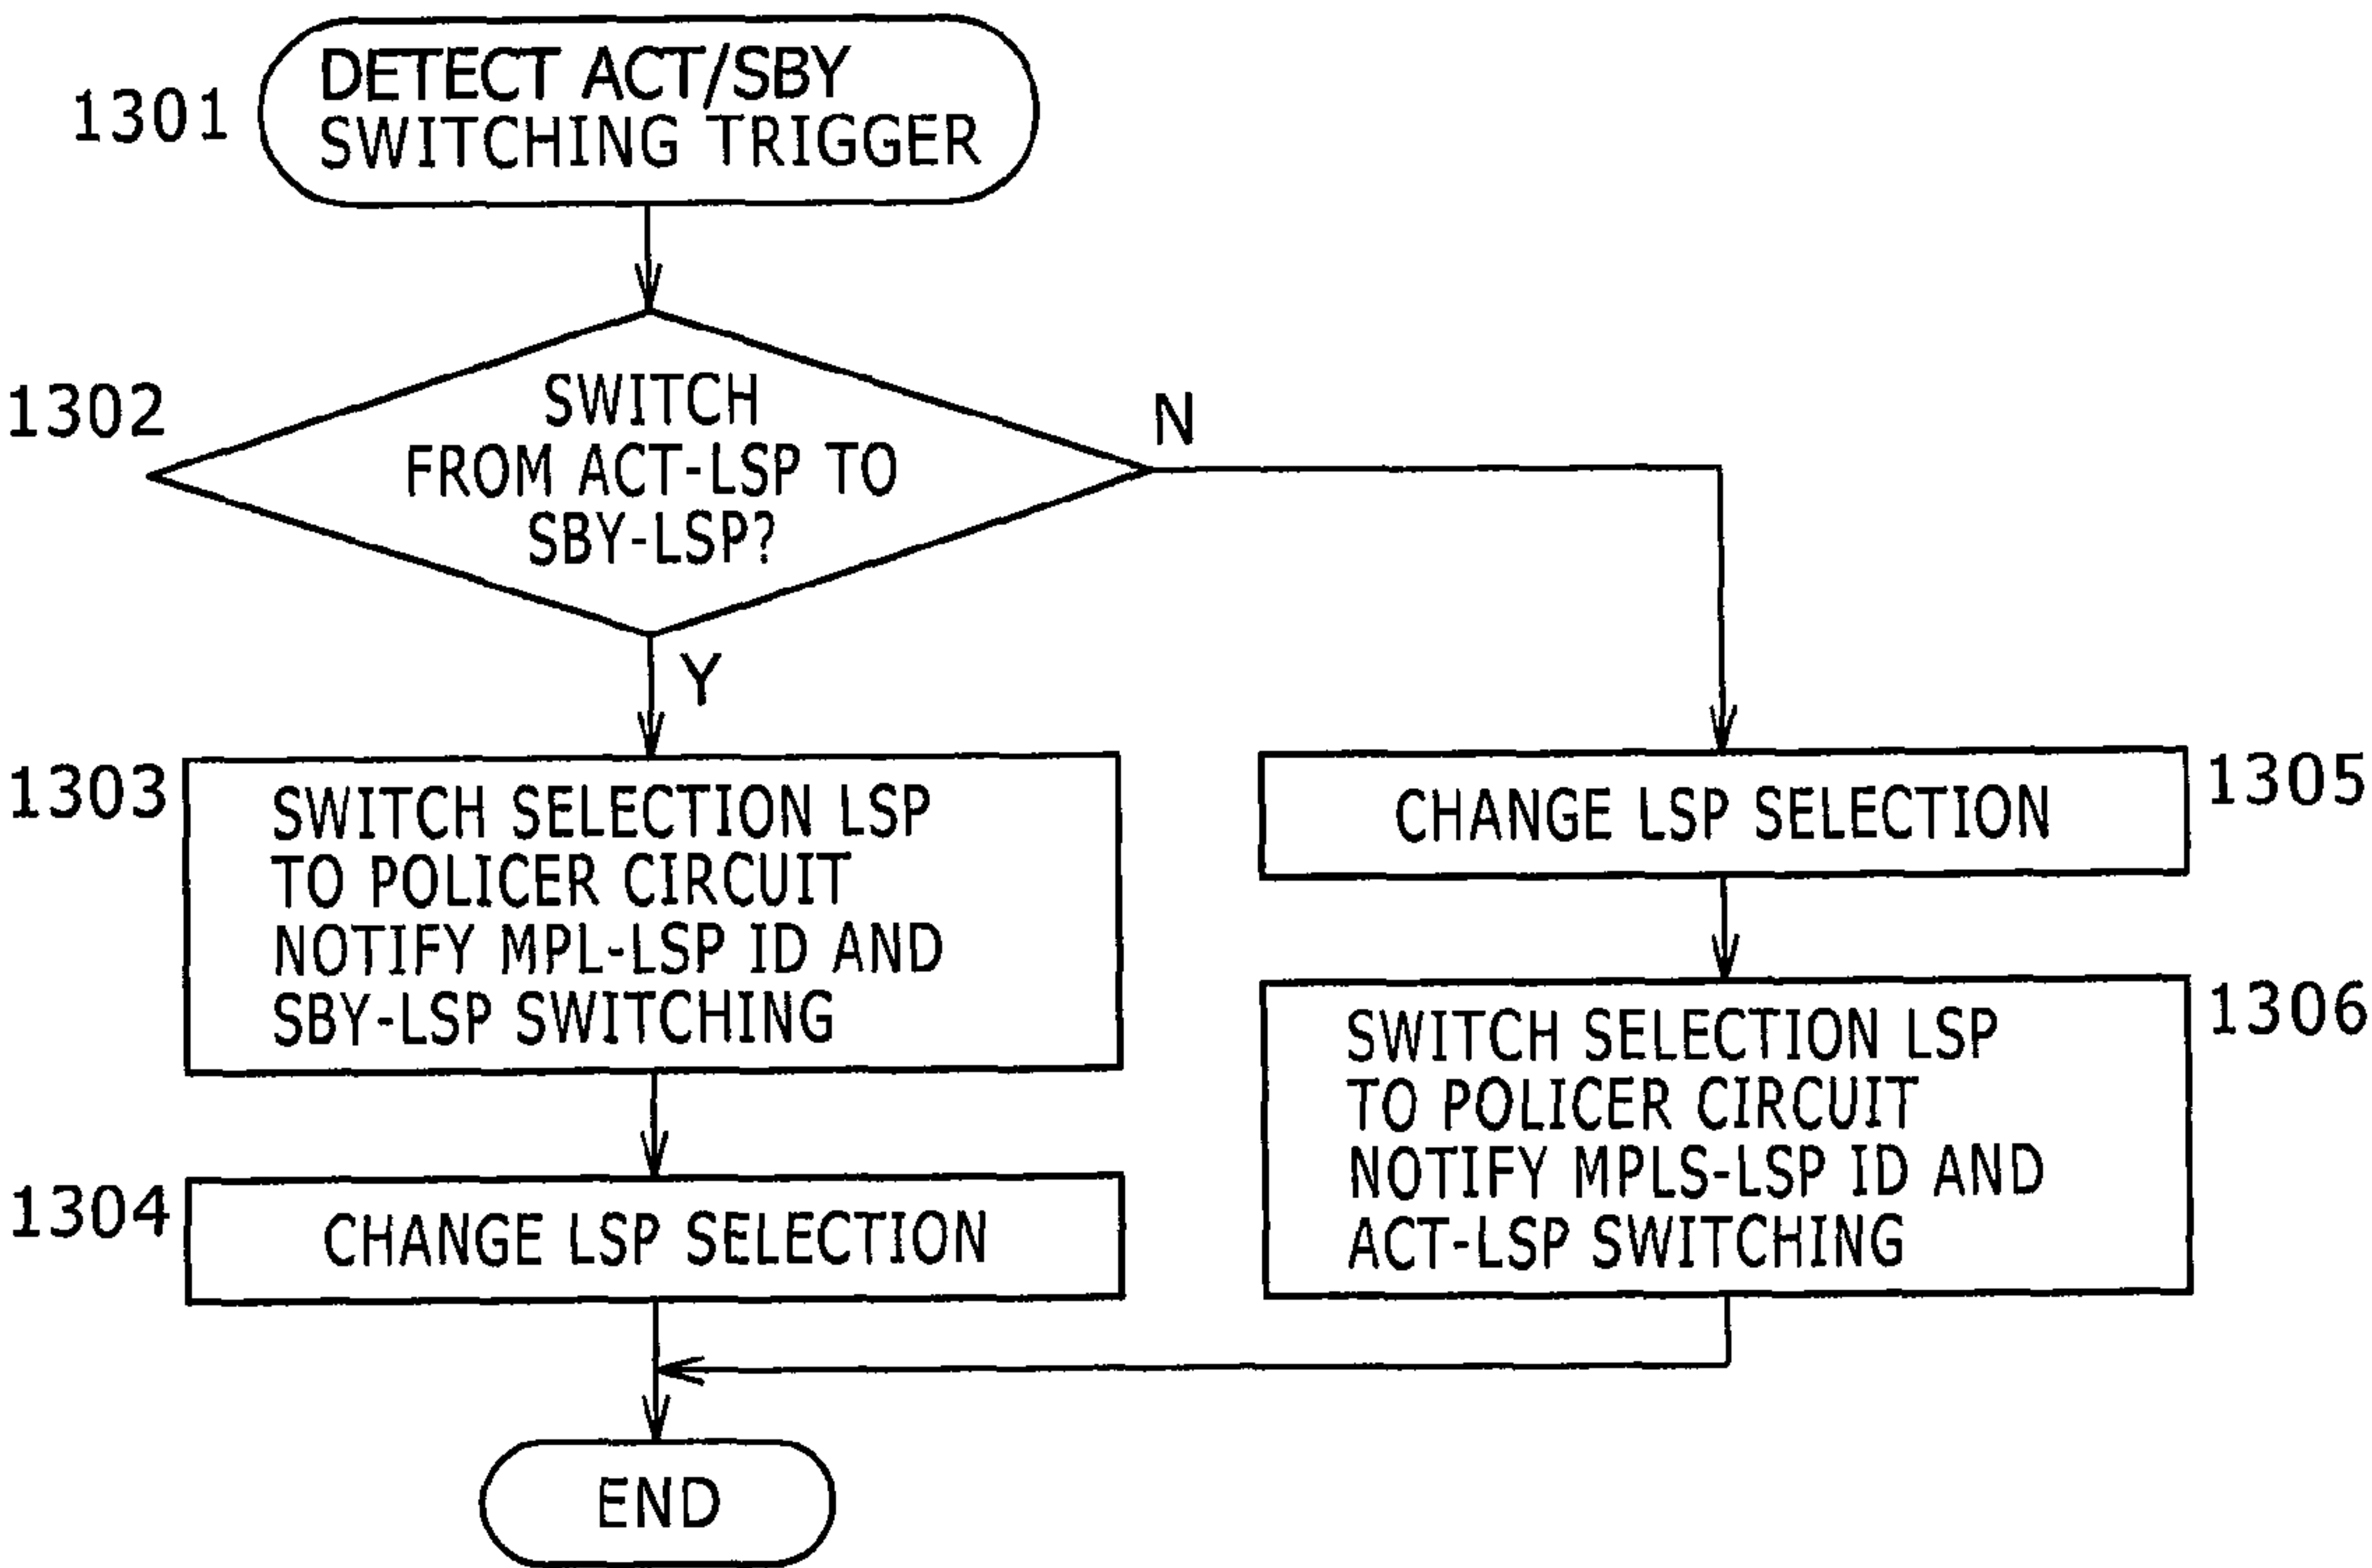 1301
DETECT ACT/SBY
SWITCHING TRIGGER
1302
SWITCH
FROM ACT-LSP TO
SBY-LSP?
N
Y
1303
SWITCH SELECTION LSP
TO POLICER CIRCUIT
NOTIFY MPL-LSP ID AND
SBY-LSP SWITCHING
1304
CHANGE LSP SELECTION
1305
CHANGE LSP SELECTION
1306
SWITCH SELECTION LSP
TO POLICER CIRCUIT
NOTIFY MPLS-LSP ID AND
ACT-LSP SWITCHING
END